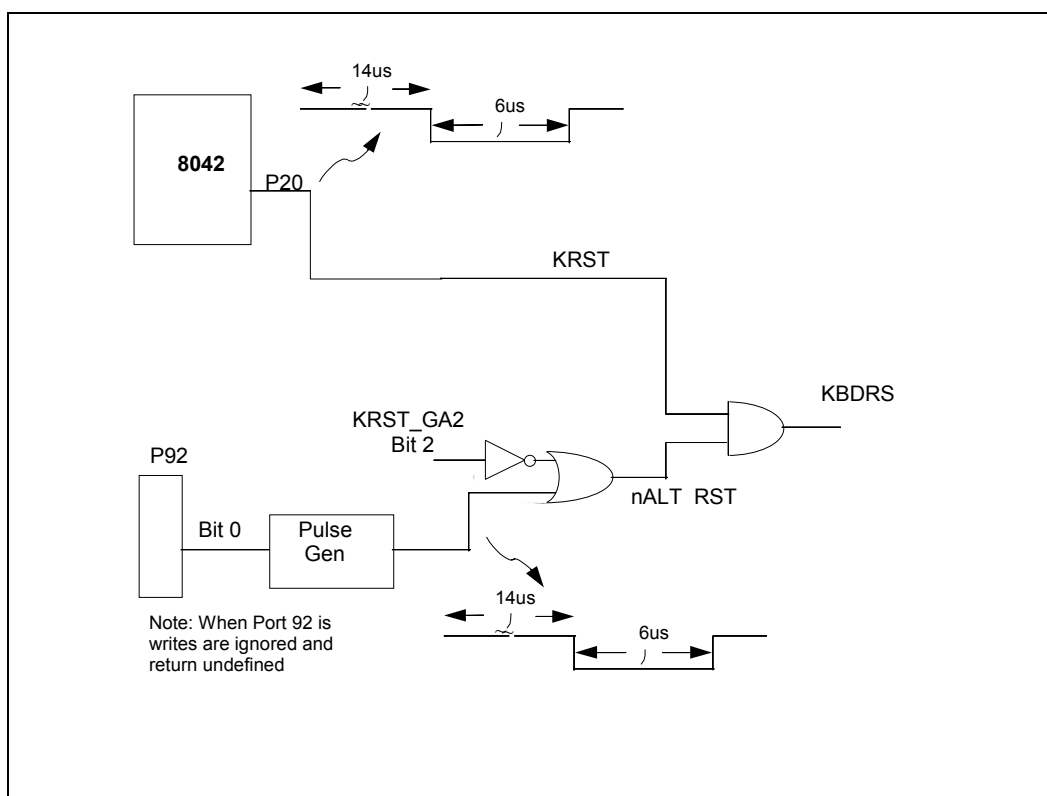 14us
6us
8042
P20
KRST
KBDRS
KRST_GA2
Bit 2
P92
nALT RST
Bit 0
Pulse
Gen
14us
6us
Note: When Port 92 is
writes are ignored and
return undefined